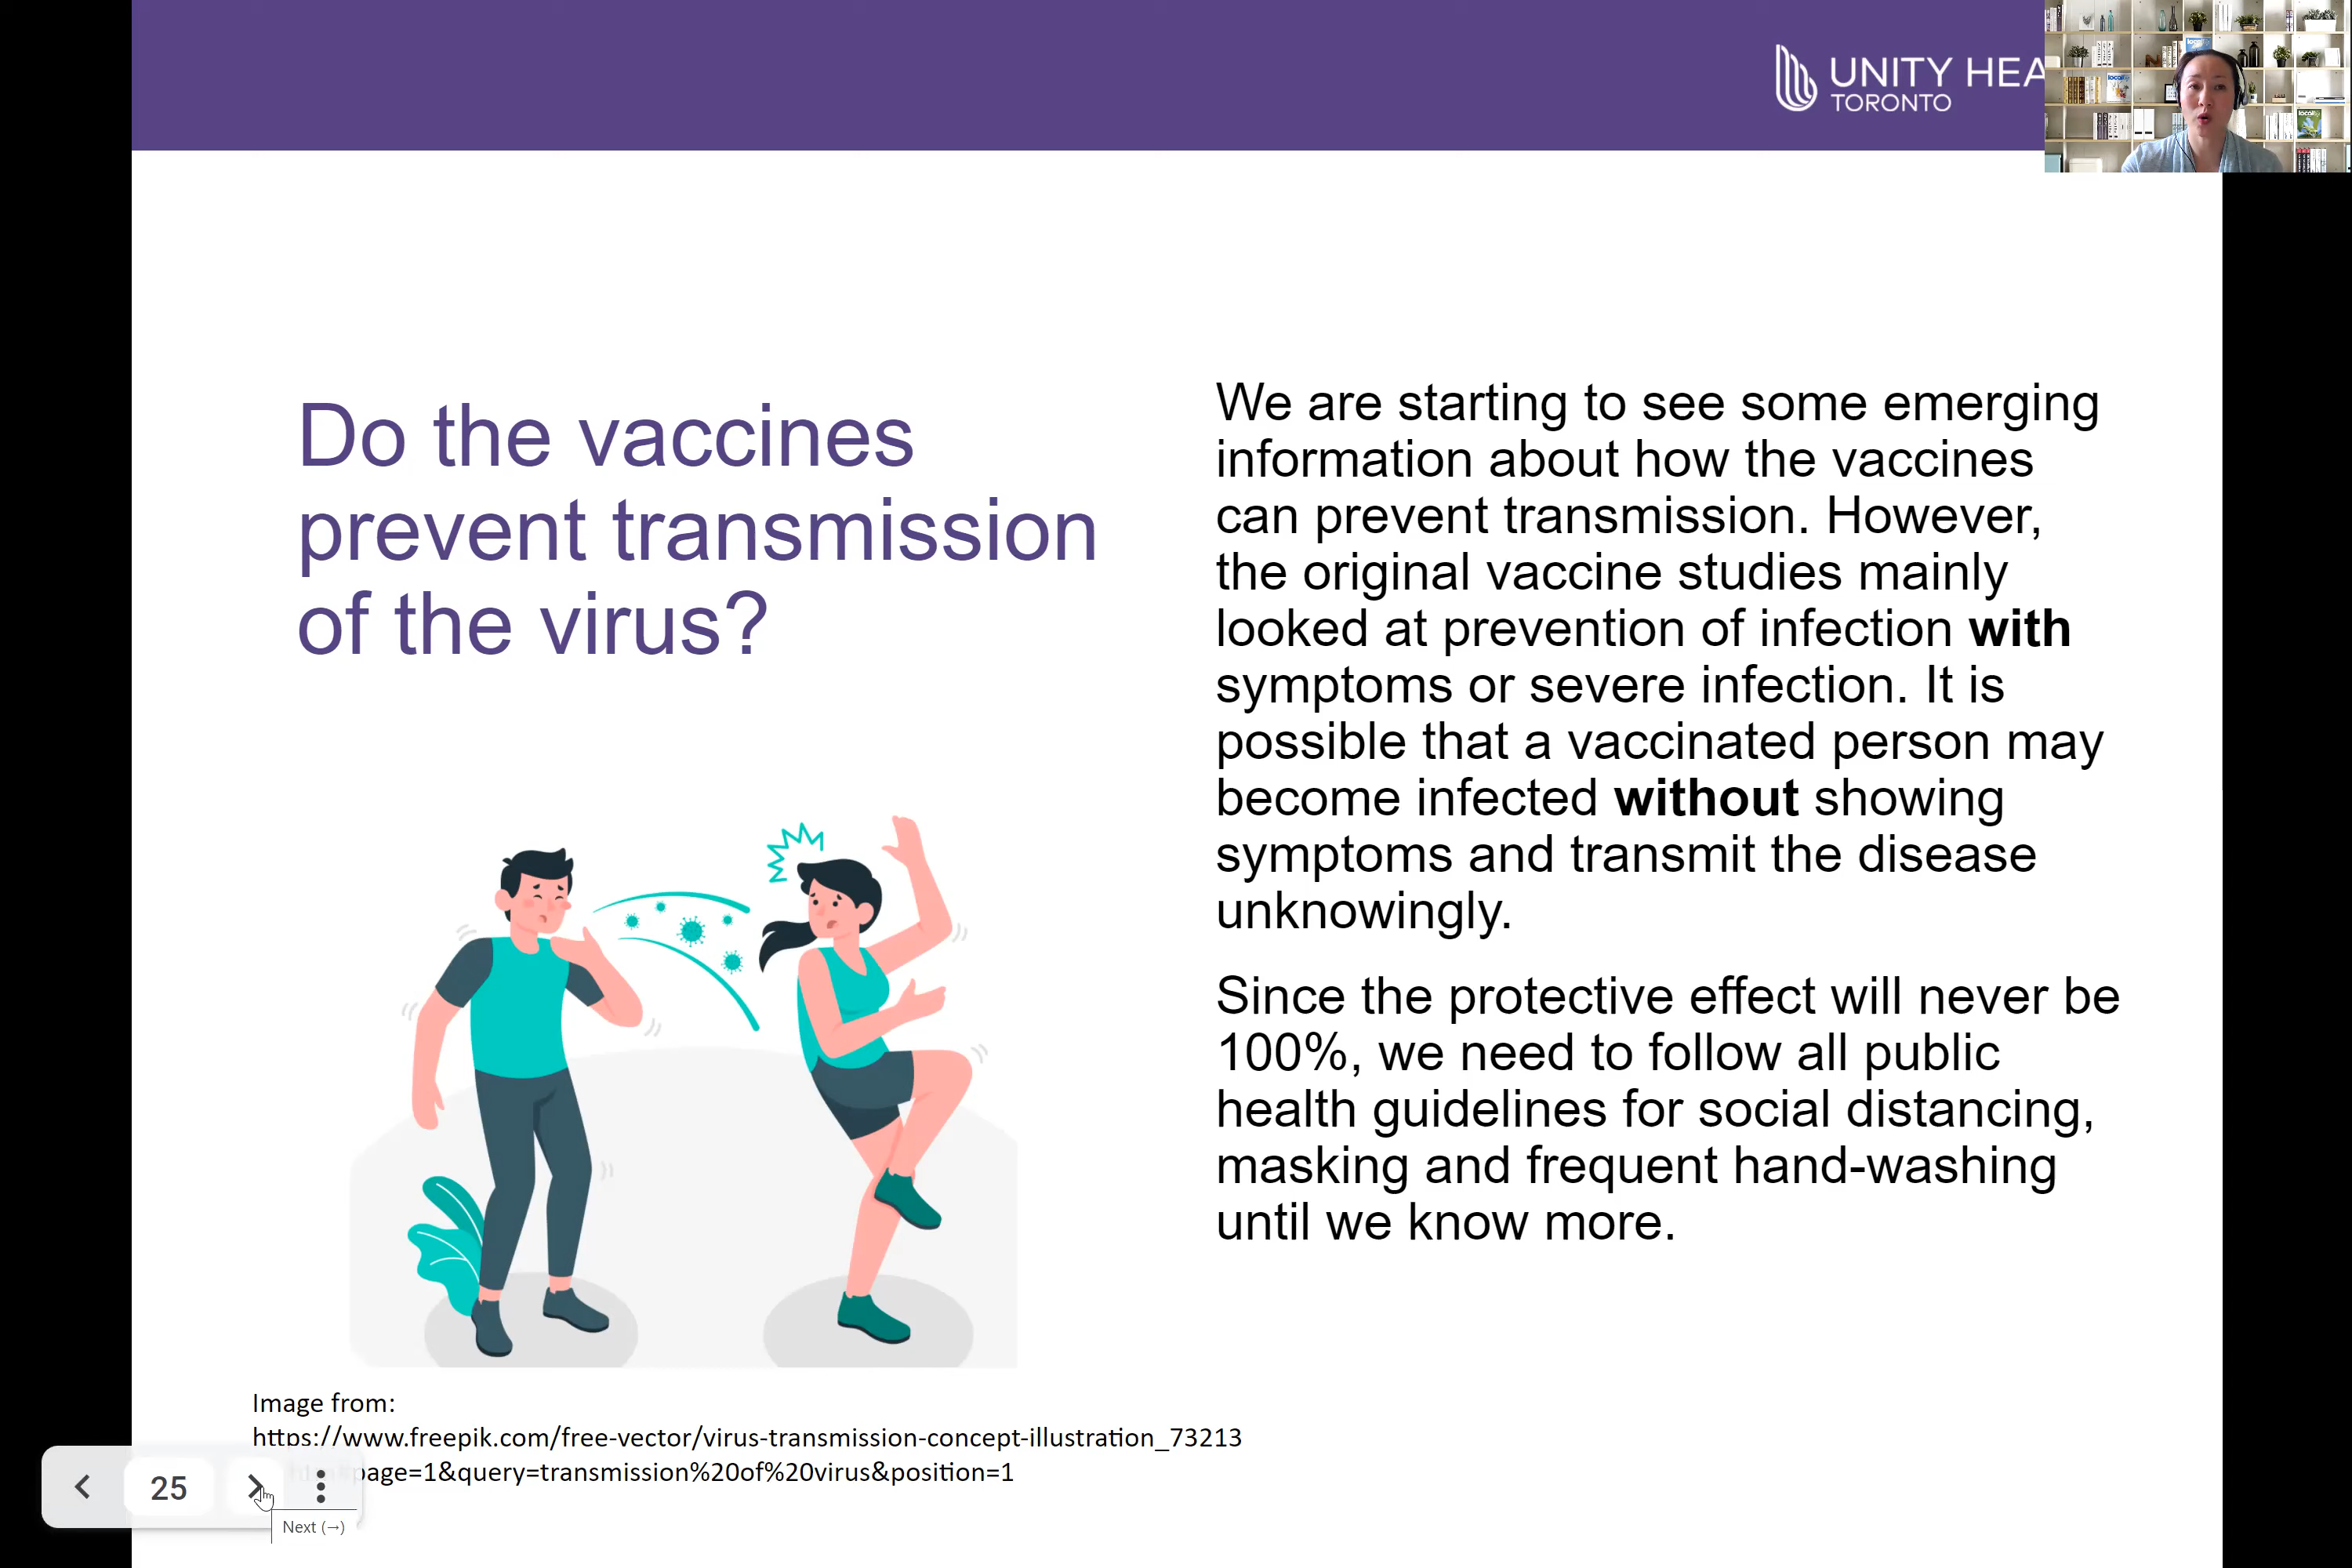 UNITY HEA
TORONTO
Do the vaccines
prevent transmission
of the virus?
We are starting to see some emerging
information about how the vaccines
can prevent transmission. However,
the original vaccine studies mainly
looked at prevention of infection with
symptoms or severe infection. It is
possible that a vaccinated person may
become infected without showing
symptoms and transmit the disease
unknowingly.
Since the protective effect will never be
100%, we need to follow all public
health guidelines for social distancing,
masking and frequent hand-washing
until we know more.
Image from:
https://www.freepik.com/free-vector/virus-transmission-concept-illustration_73213
page=1&query=transmission%20of%20virus&position=1
25
Next (→)